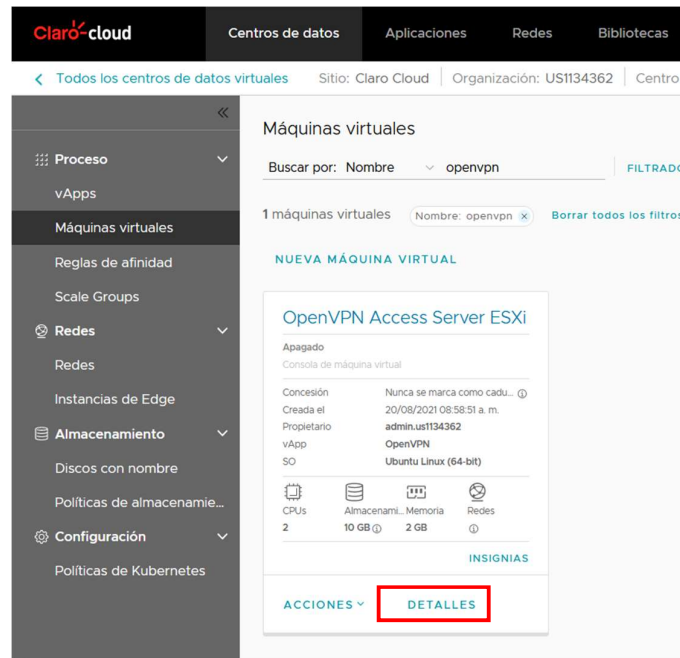 Claro-cloud
Centros de datos Aplicaciones Redes Bibliotecas
Todos los centros de datos virtuales Sitio: Claro Cloud Organización: US1134362 Centro
Proceso
vApps
Máquinas virtuales
Reglas de afinidad
Scale Groups
Redes
Redes
Instancias de Edge
Almacenamiento
Discos con nombre
Políticas de almacenamie...
Configuración
Políticas de Kubernetes
Máquinas virtuales
Buscar por: Nombre openvpn FILTRADO
1 máquinas virtuales Nombre: openvpn × Borrar todos los filtros
NUEVA MÁQUINA VIRTUAL
OpenVPN Access Server ESXi
Apagado
Consola de máquina virtual
Concesión Nunca se marca como cadu...
Creada el 20/08/2021 08:58:51 a. m.
Propietario admin.us1134362
vApp OpenVPN
SO Ubuntu Linux (64-bit)
CPUs Almacenami... Memoria Redes
2 10 GB 2 GB
INSIGNIAS
ACCIONES DETALLES